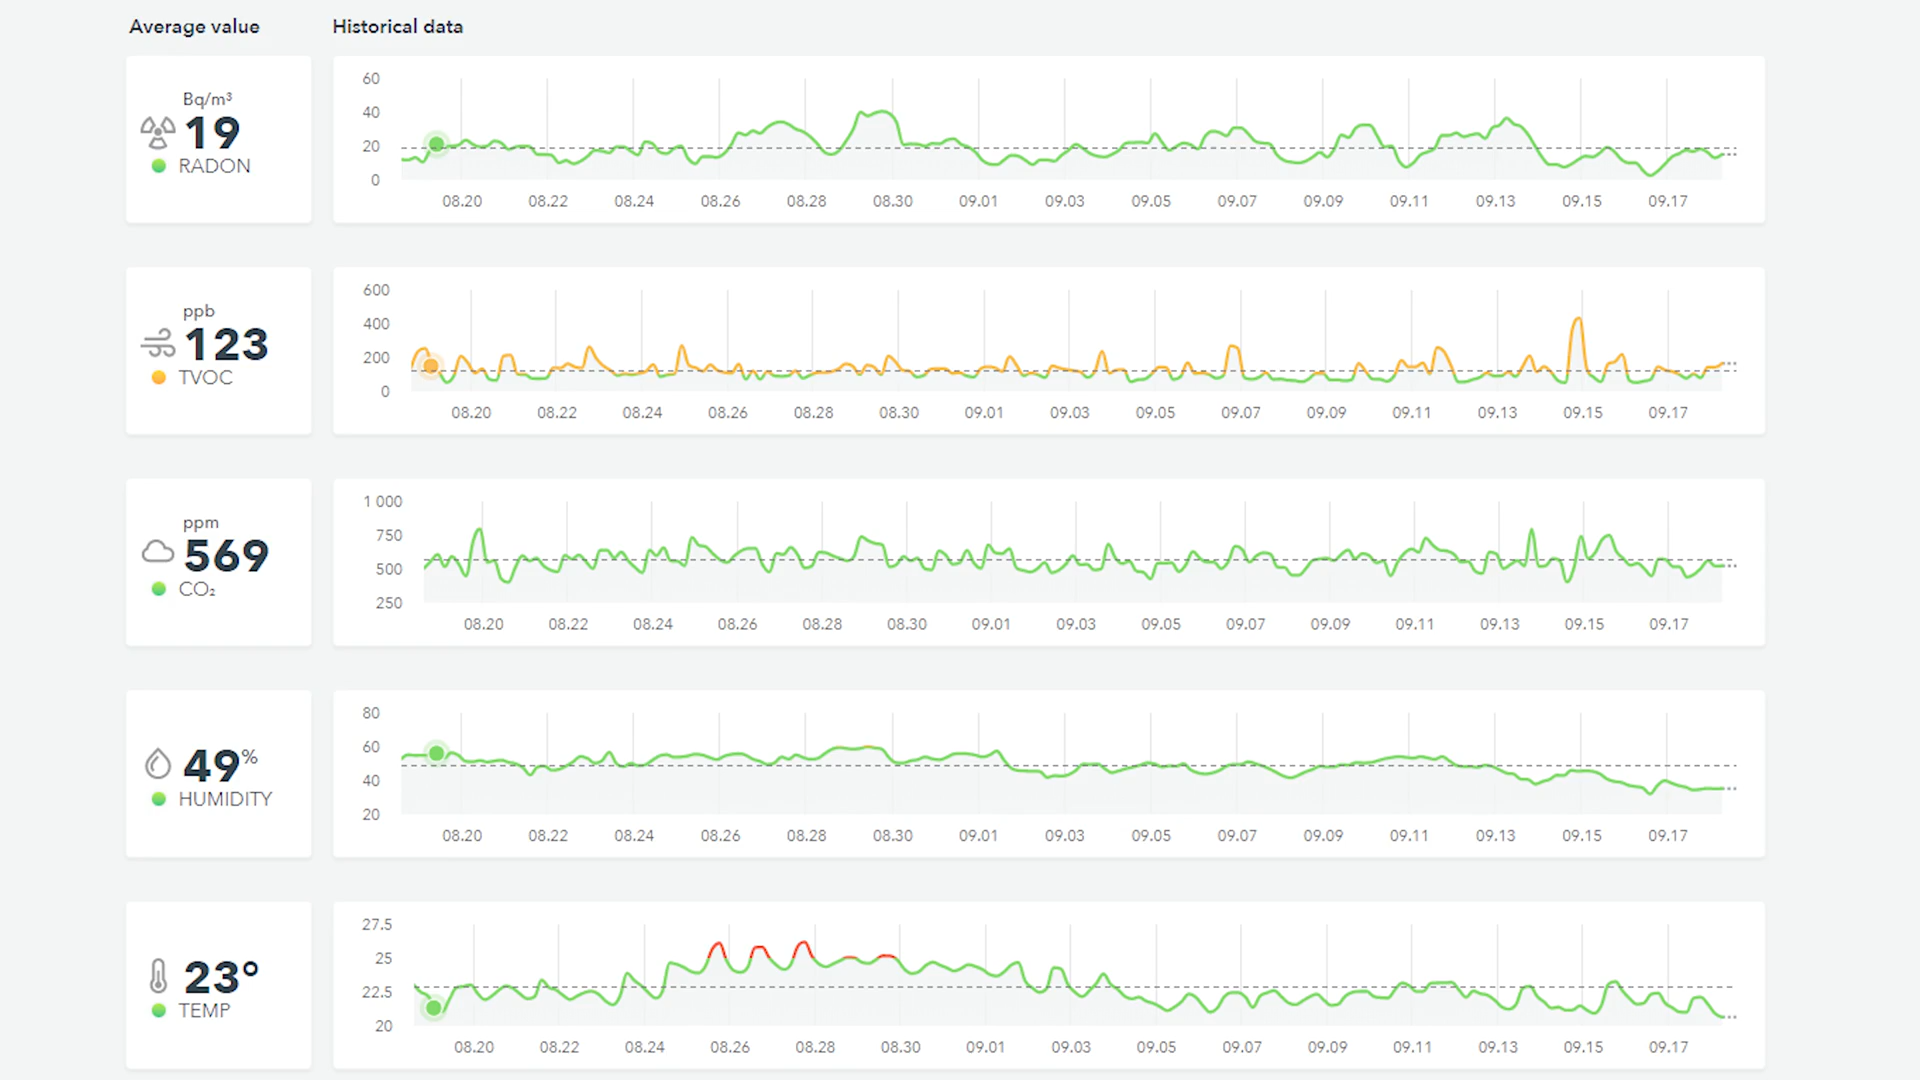 Average value
Historical data
Bq/m³
19
RADON
60
40
20
0
08.20 08.22 08.24 08.26 08.28 08.30 09.01 09.03 09.05 09.07 09.09 09.11 09.13 09.15 09.17
ppb
123
TVOC
600
400
200
0
08.20 08.22 08.24 08.26 08.28 08.30 09.01 09.03 09.05 09.07 09.09 09.11 09.13 09.15 09.17
ppm
569
CO₂
1 000
750
500
250
08.20 08.22 08.24 08.26 08.28 08.30 09.01 09.03 09.05 09.07 09.09 09.11 09.13 09.15 09.17
49%
HUMIDITY
80
60
40
20
08.20 08.22 08.24 08.26 08.28 08.30 09.01 09.03 09.05 09.07 09.09 09.11 09.13 09.15 09.17
23°
TEMP
27.5
25
22.5
20
08.20 08.22 08.24 08.26 08.28 08.30 09.01 09.03 09.05 09.07 09.09 09.11 09.13 09.15 09.17